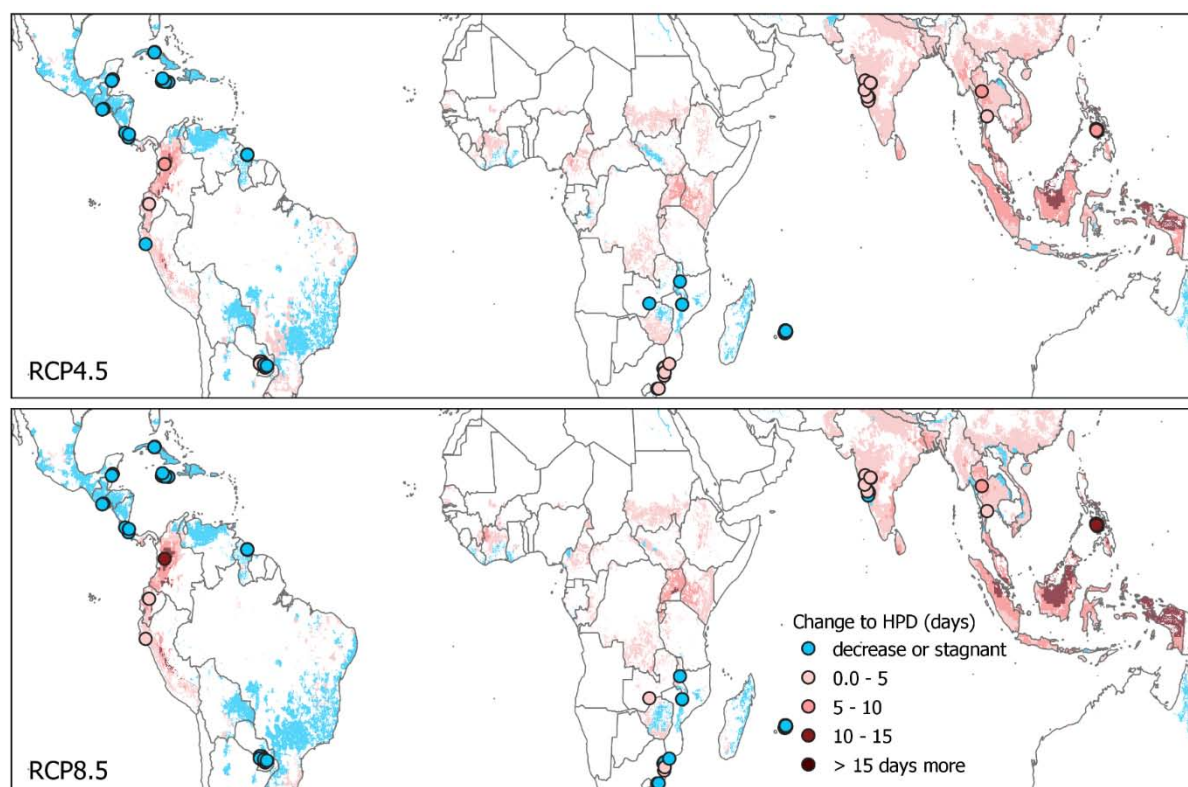 RCP4.5
RCP8.5
Change to HPD (days)
decrease or stagnant
0.0 - 5
5 - 10
10 - 15
> 15 days more